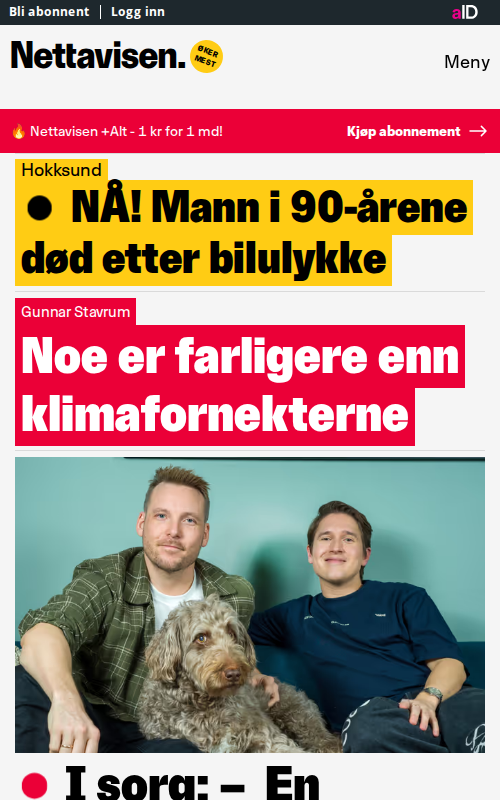 Bli abonnent | Logg inn
aID
Nettavisen.
ØKER
MEST
Meny
🔥 Nettavisen +Alt - 1 kr for 1 md!
Kjøp abonnement →
Hokksund
● NÅ! Mann i 90-årene
død etter bilulykke
Gunnar Stavrum
Noe er farligere enn
klimafornekterne
● I sorg: – En